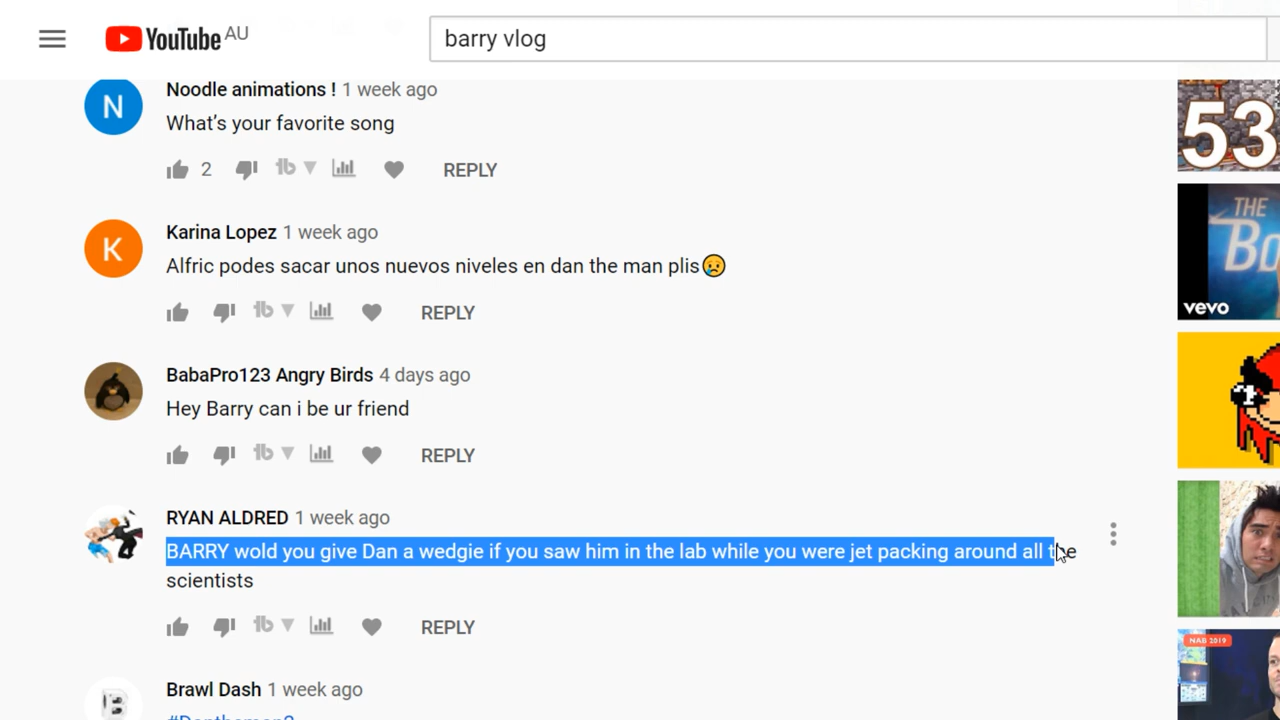 YouTube AU
barry vlog
Noodle animations ! 1 week ago
What's your favorite song
2 REPLY
Karina Lopez 1 week ago
Alfric podes sacar unos nuevos niveles en dan the man plis😥
REPLY
BabaPro123 Angry Birds 4 days ago
Hey Barry can i be ur friend
REPLY
RYAN ALDRED 1 week ago
BARRY wold you give Dan a wedgie if you saw him in the lab while you were jet packing around all the
scientists
REPLY
Brawl Dash 1 week ago
N
K
53
THE
Bo
vevo
NAB 2019